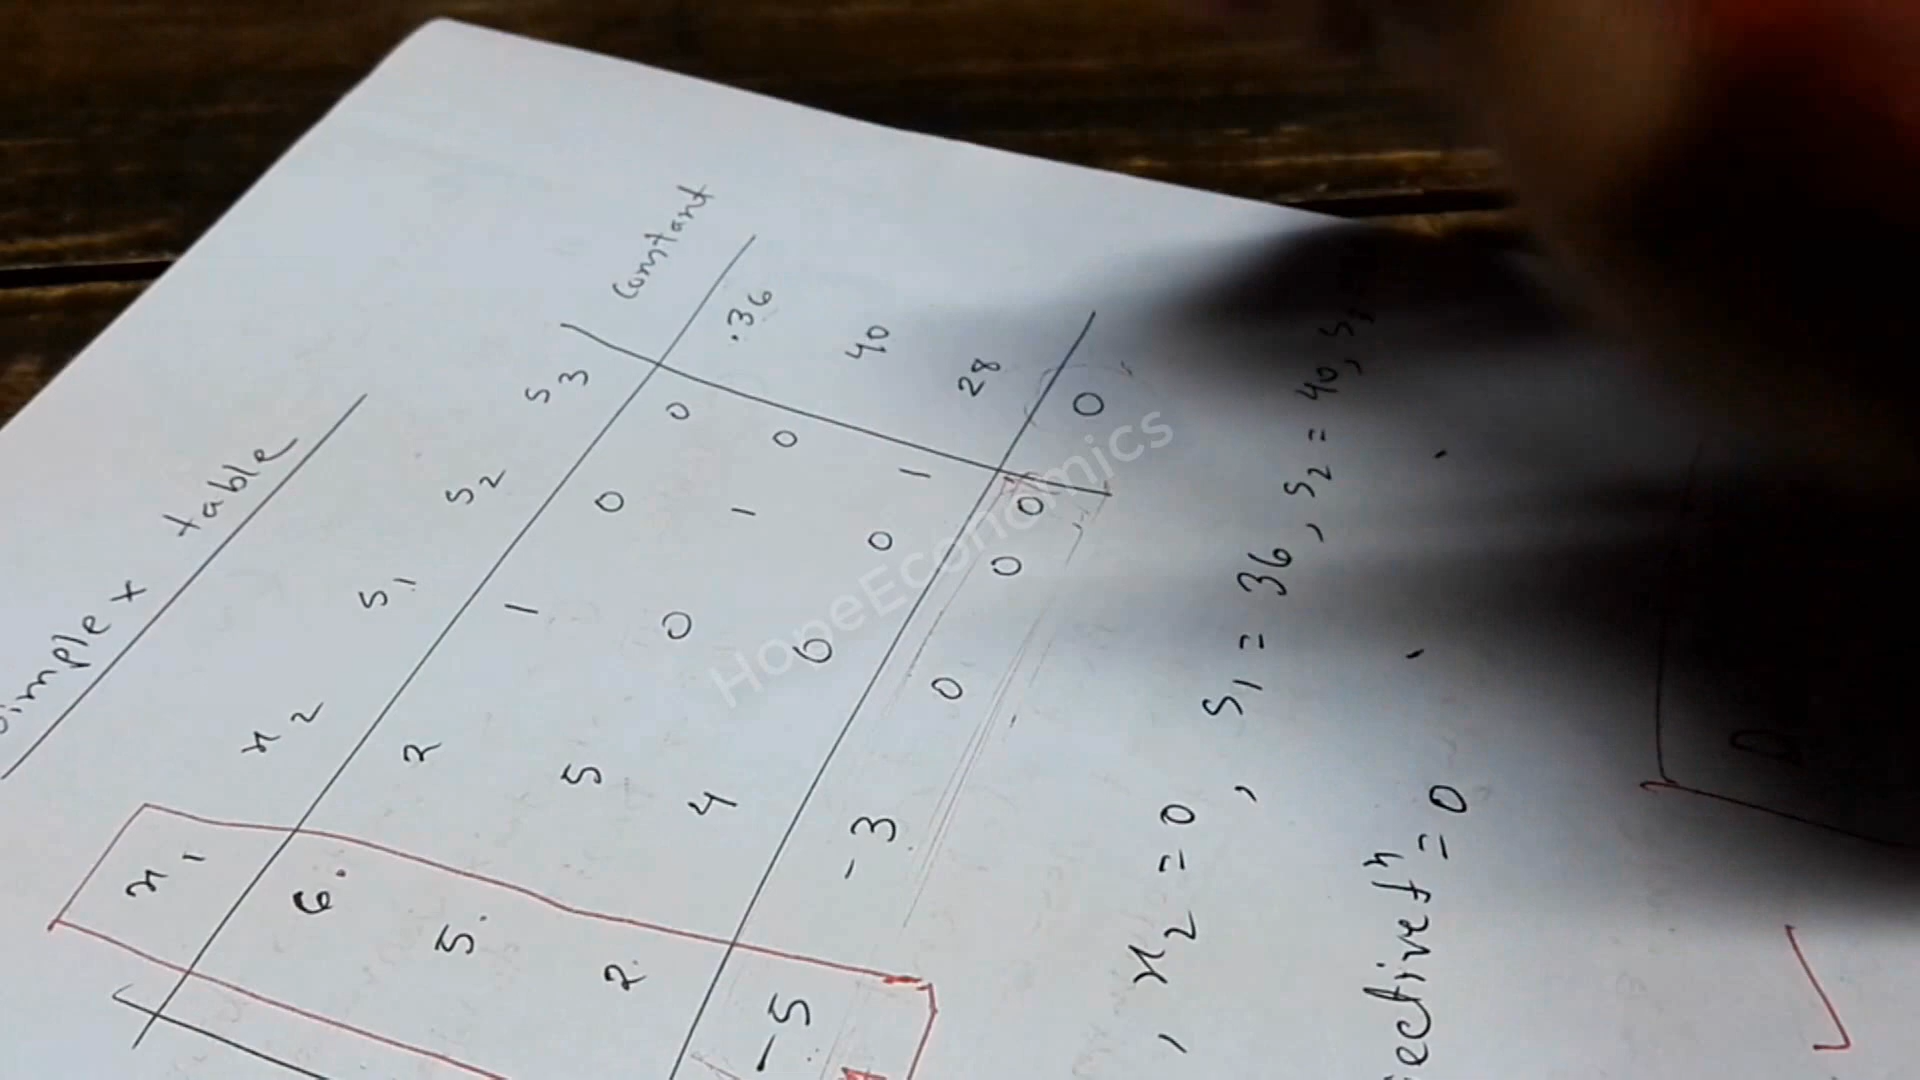 Simplex table
x1 x2 s1 s2 s3 Constant
6. 2 1 0 0 .36
5. 5 0 1 0 40
2 4 0 0 1 28
-5 -3 0 0 0 0
, x2 = 0 , s1 = 36 , s2 = 40, s
ective fn = 0
0
HopeEconomics